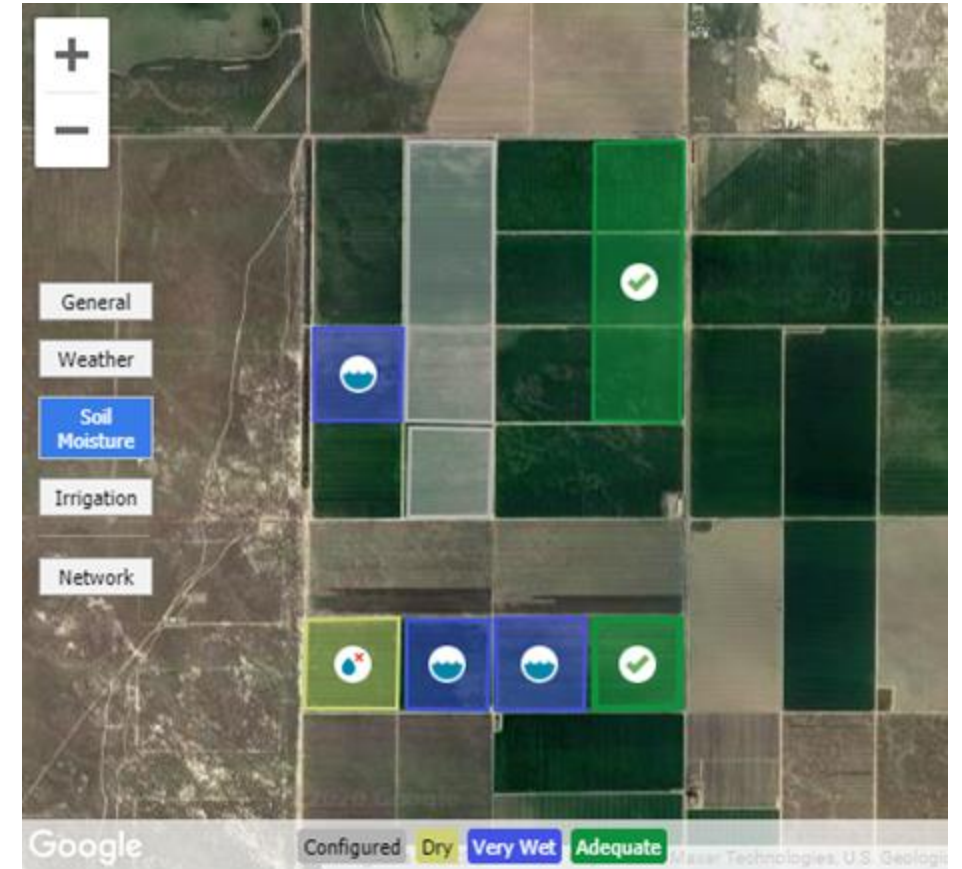 +
−
General
Weather
Soil
Moisture
Irrigation
Network
Google
Configured
Dry
Very Wet
Adequate
Maxar Technologies, U.S. Geologi